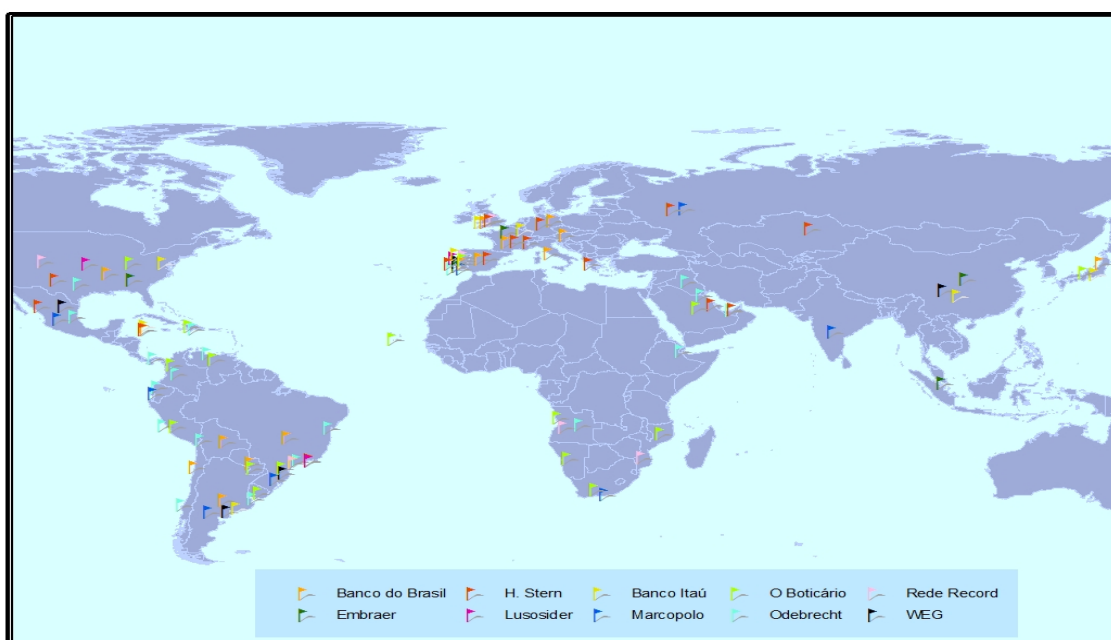 Banco do Brasil H. Stern Banco Itaú O Boticário Rede Record
Embraer Lusosider Marcopolo Odebrecht WEG